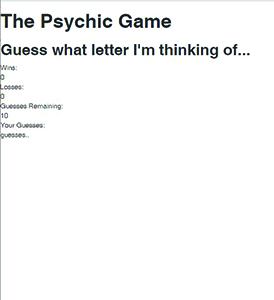 The Psychic Game
Guess what letter I'm thinking of...
Wins:
0
Losses:
0
Guesses Remaining:
10
Your Guesses:
guesses..